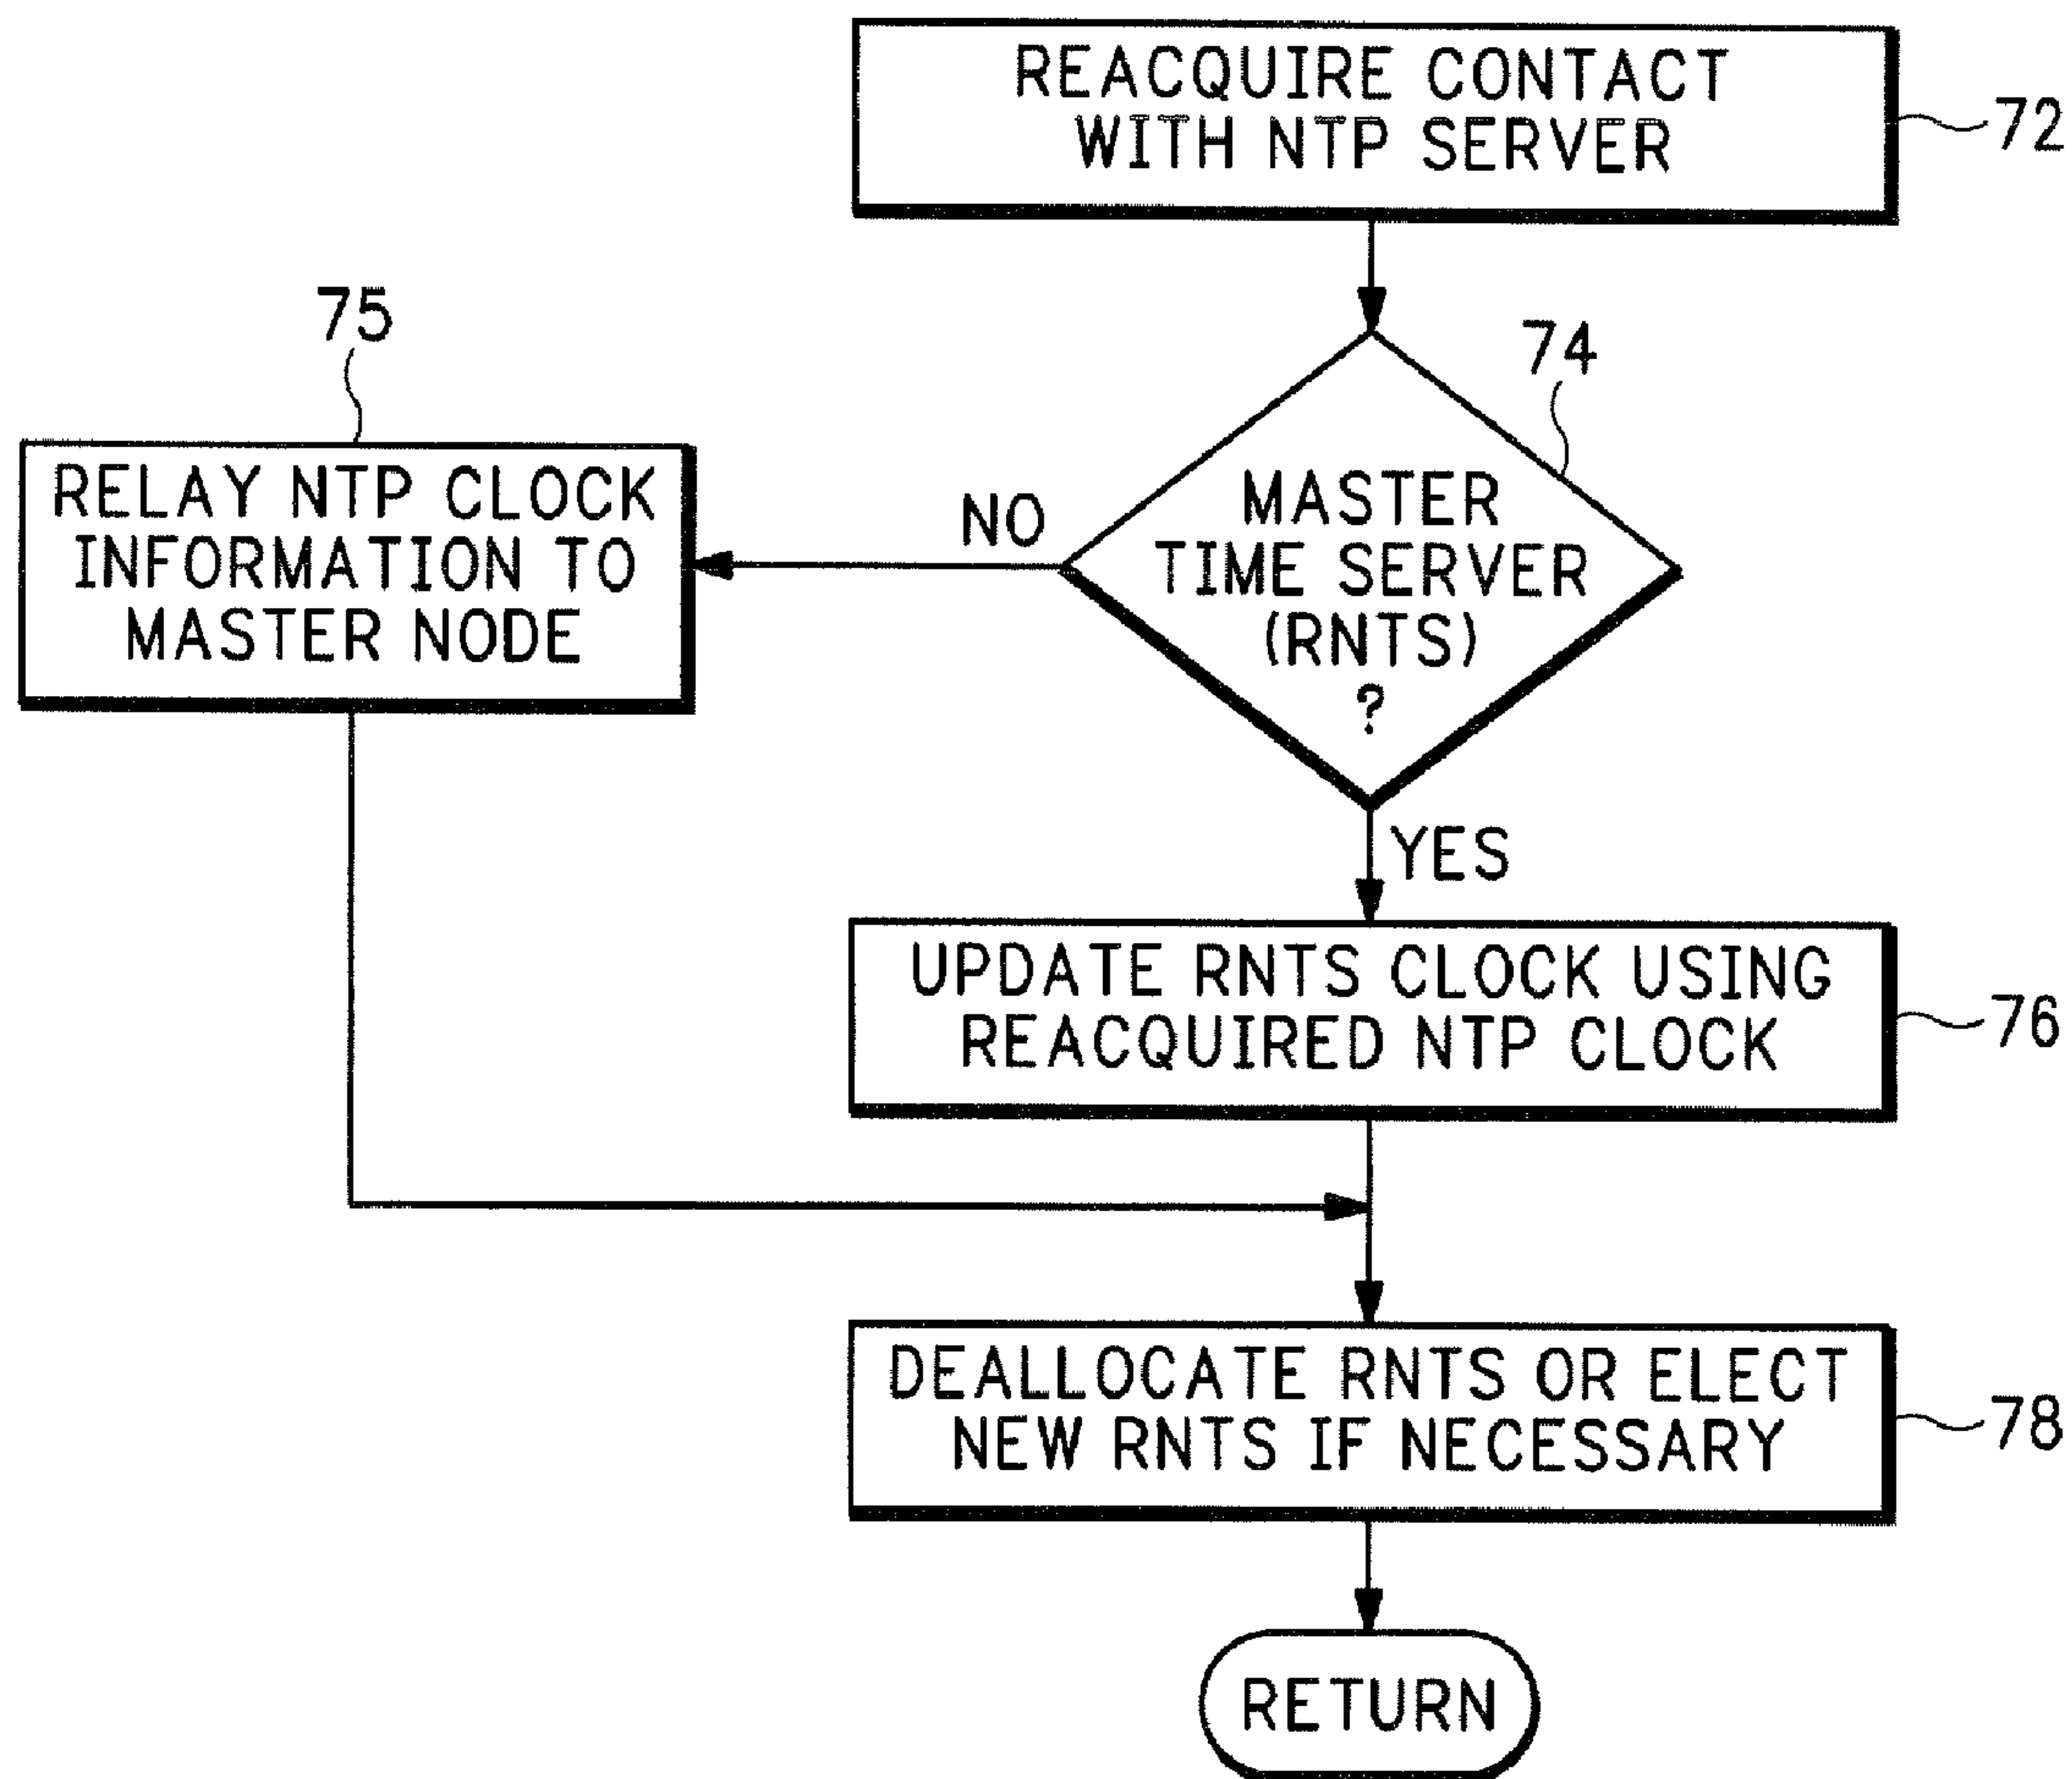 REACQUIRE CONTACT
WITH NTP SERVER
72
75
74
RELAY NTP CLOCK
INFORMATION TO
MASTER NODE
NO
MASTER
TIME SERVER
(RNTS)
?
YES
UPDATE RNTS CLOCK USING
REACQUIRED NTP CLOCK
76
DEALLOCATE RNTS OR ELECT
NEW RNTS IF NECESSARY
78
RETURN